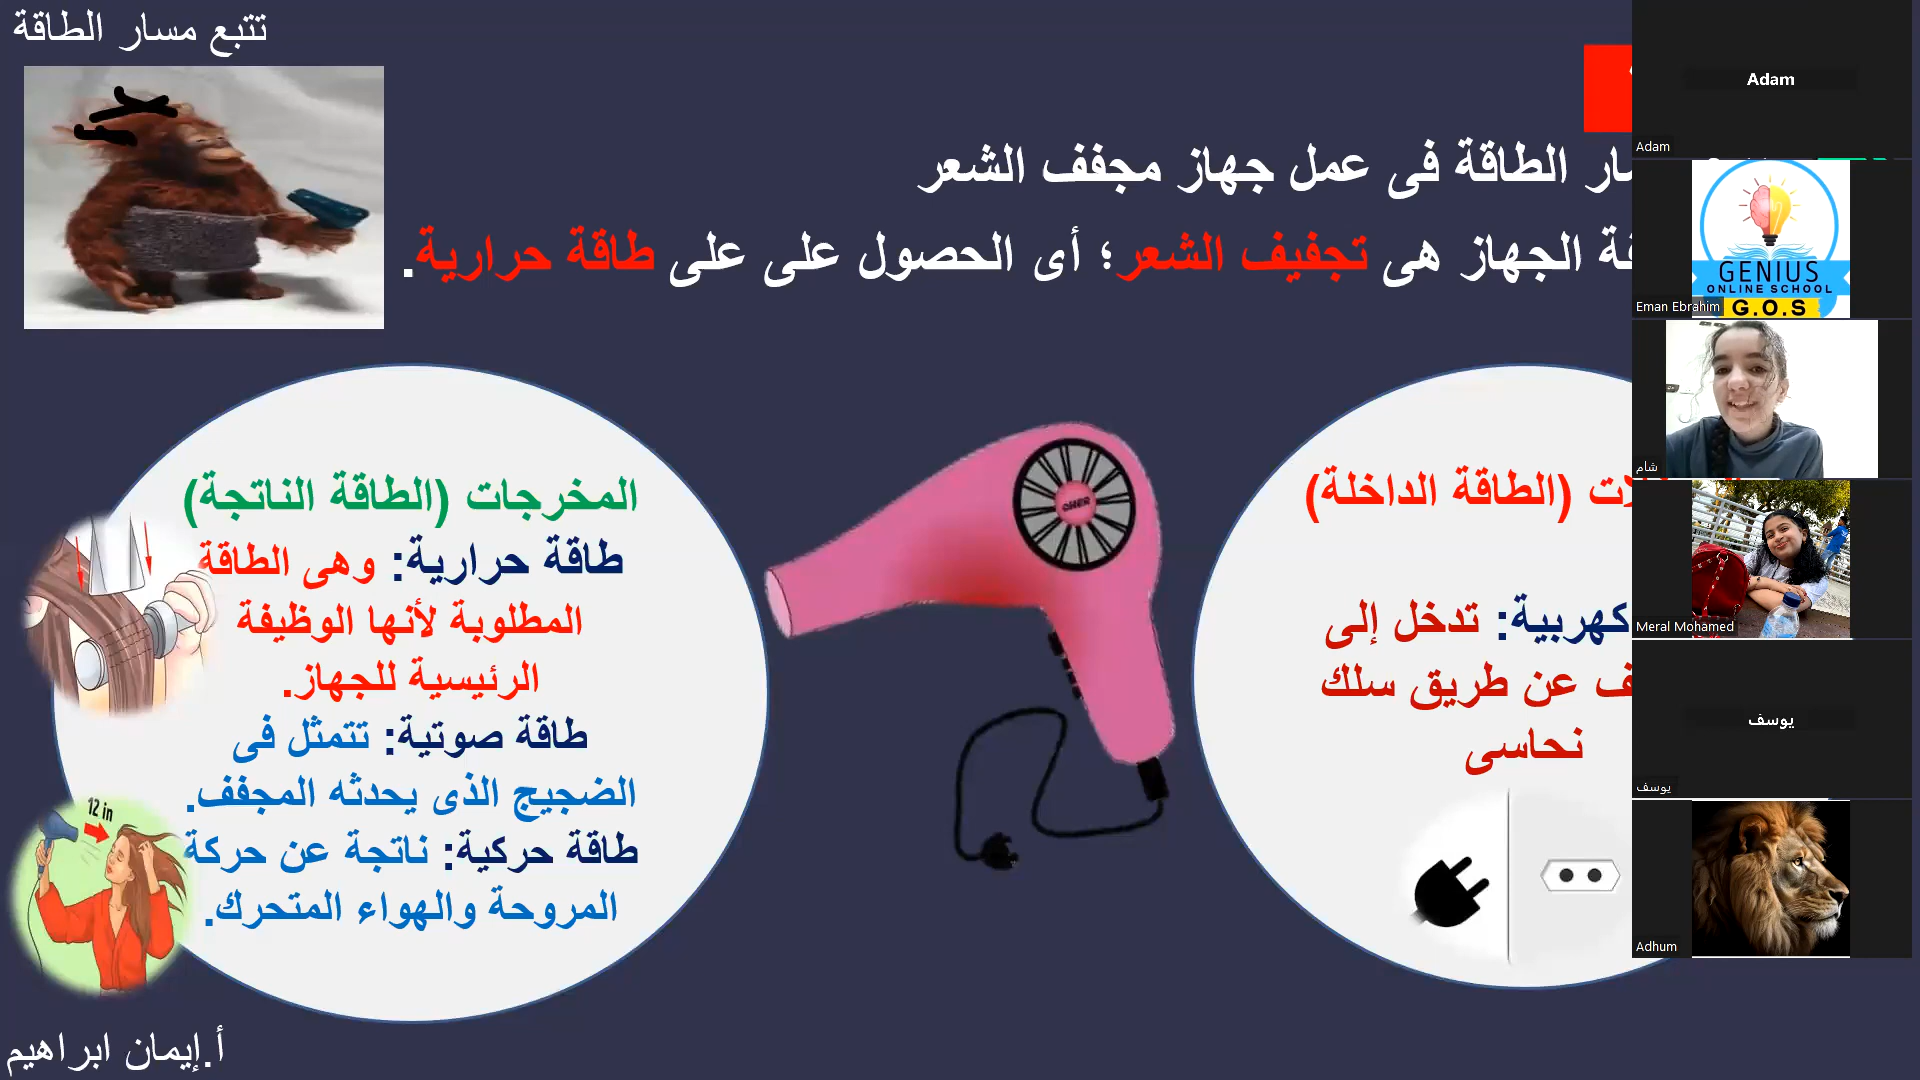 تتبع مسار الطاقة
الطاقة فى عمل جهاز مجفف الشعر
الجهاز هى تجفيف الشعر؛ أى الحصول على على طاقة حرارية.
المخرجات (الطاقة الناتجة)
طاقة حرارية: وهى الطاقة
المطلوبة لأنها الوظيفة
الرئيسية للجهاز.
طاقة صوتية: تتمثل فى
الضجيج الذى يحدثه المجفف.
طاقة حركية: ناتجة عن حركة
المروحة والهواء المتحرك.
12 in
(الطاقة الداخلة)
كهربية: تدخل إلى
عن طريق سلك
نحاسى
أ.إيمان ابراهيم
Adam
Adam
GENIUS
ONLINE SCHOOL
G.O.S
Eman Ebrahim
شام
Meral Mohamed
يوسف
يوسف
Adhum